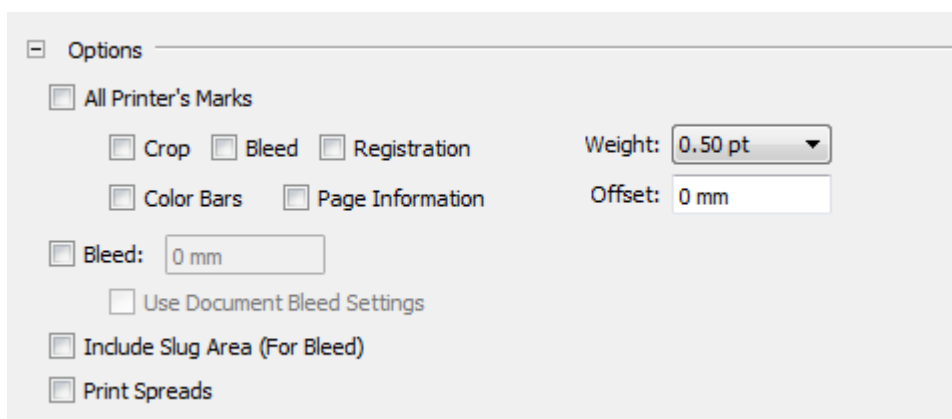 Options
All Printer's Marks
Crop Bleed Registration Weight: 0.50 pt
Color Bars Page Information Offset: 0 mm
Bleed: 0 mm
Use Document Bleed Settings
Include Slug Area (For Bleed)
Print Spreads